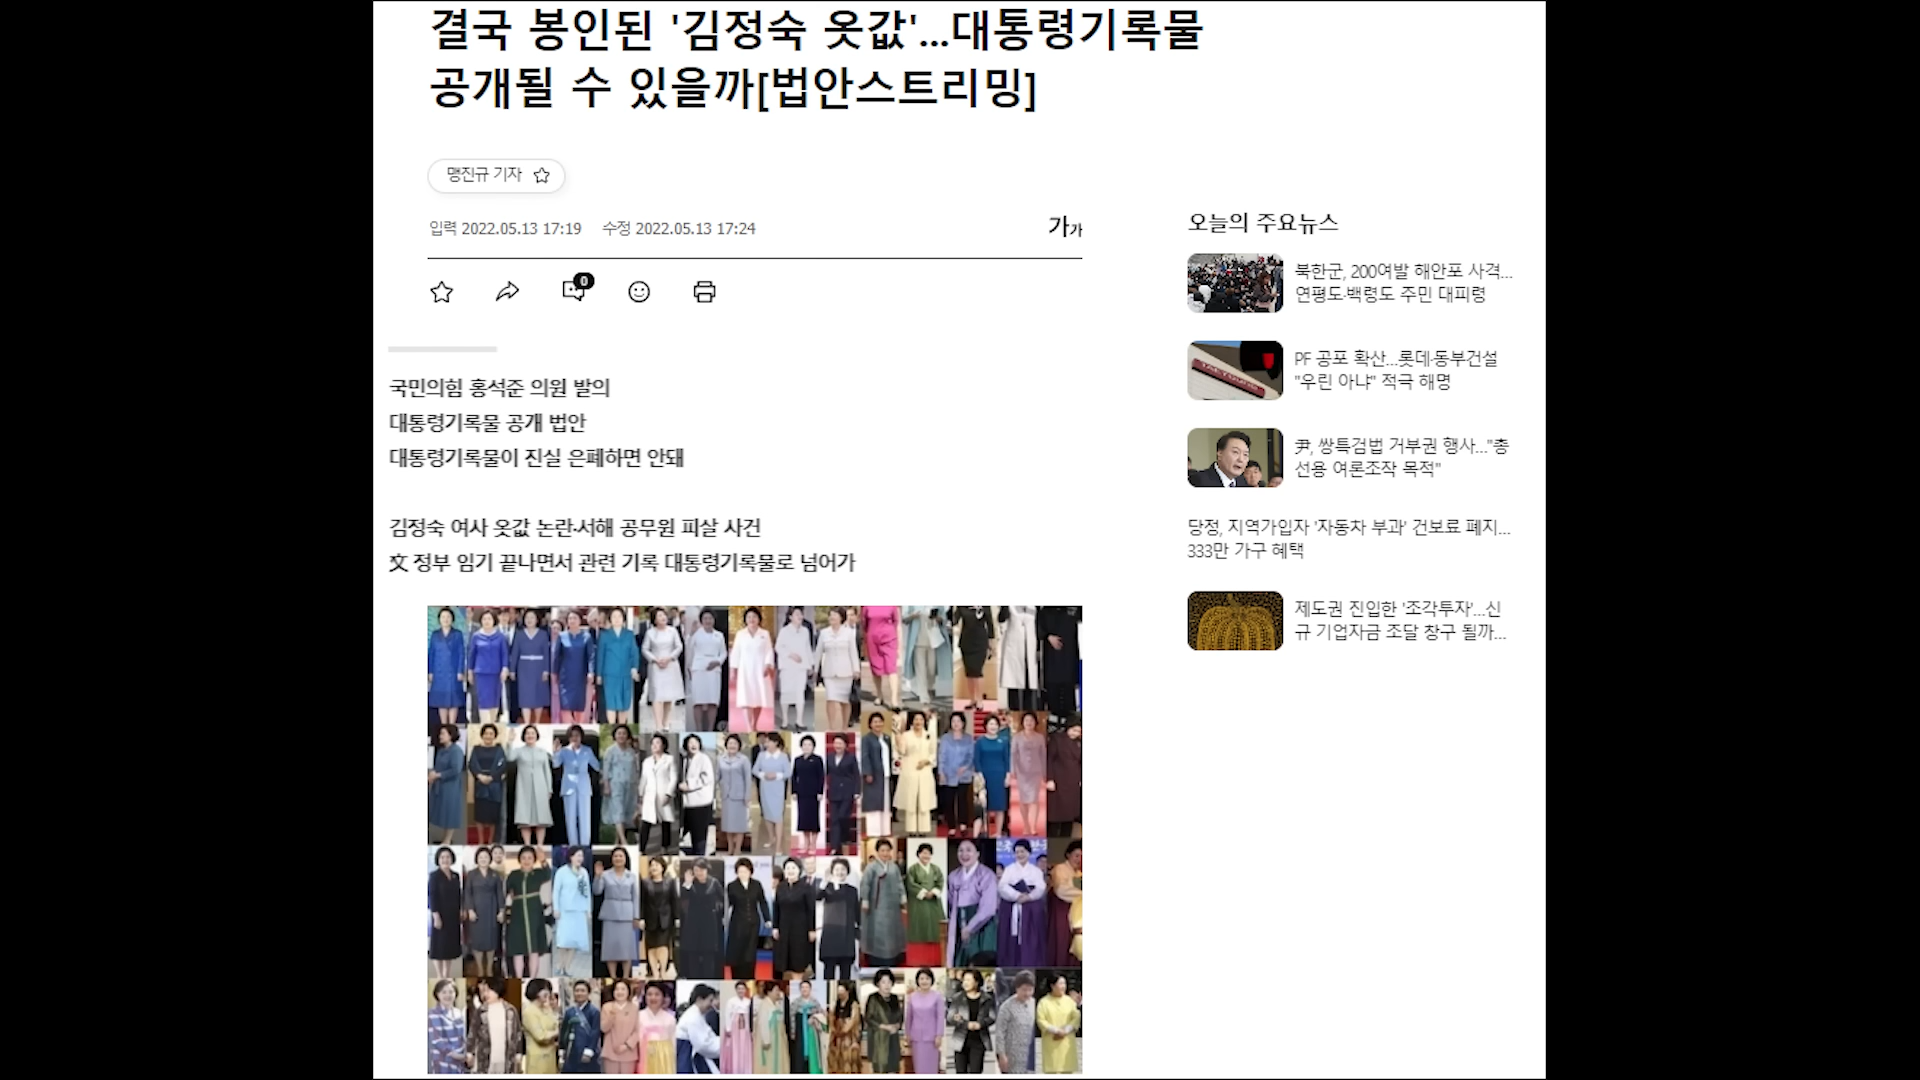 결국 봉인된 '김정숙 옷값'...대통령기록물
공개될 수 있을까[법안스트리밍]
맹진규 기자
입력 2022.05.13 17:19 수정 2022.05.13 17:24
가가
0
국민의힘 홍석준 의원 발의
대통령기록물 공개 법안
대통령기록물이 진실 은폐하면 안돼
김정숙 여사 옷값 논란·서해 공무원 피살 사건
文 정부 임기 끝나면서 관련 기록 대통령기록물로 넘어가
오늘의 주요뉴스
북한군, 200여발 해안포 사격...
연평도·백령도 주민 대피령
PF 공포 확산...롯데·동부건설
"우린 아냐" 적극 해명
尹, 쌍특검법 거부권 행사..."총
선용 여론조작 목적"
당정, 지역가입자 '자동차 부과' 건보료 폐지...
333만 가구 혜택
제도권 진입한 '조각투자'...신
규 기업자금 조달 창구 될까...